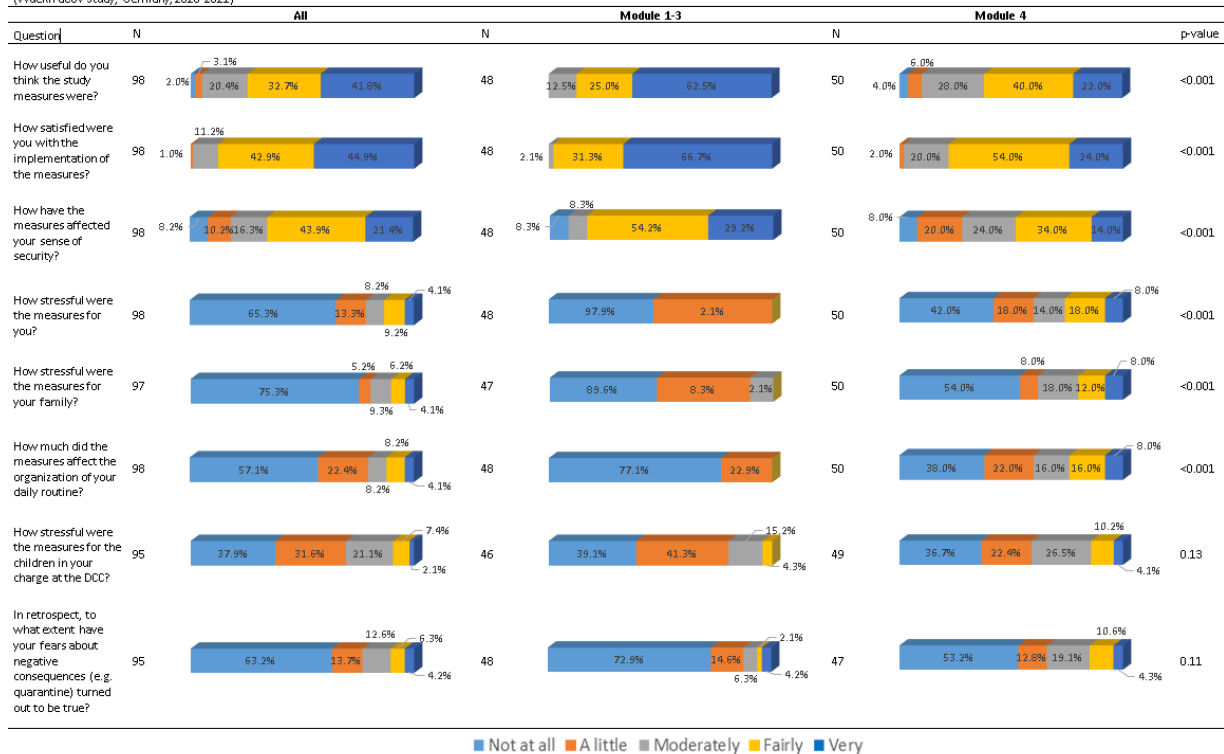 (Wuern decov-study, Germany, 2020-2021)
All Module 1-3 Module 4
Question N N N p-value
How useful do you
think the study
measures were?
98 2.0% 3.1% 20.4% 32.7% 41.8% 48 12.5% 25.0% 62.5% 50 4.0% 6.0% 28.0% 40.0% 22.0% <0.001
How satisfied were
you with the
implementation of
the measures?
98 1.0% 11.2% 42.9% 44.9% 48 2.1% 31.3% 66.7% 50 2.0% 20.0% 54.0% 24.0% <0.001
How have the
measures affected
your sense of
security?
98 8.2% 10.2% 16.3% 43.9% 21.4% 48 8.3% 8.3% 54.2% 29.2% 50 8.0% 20.0% 24.0% 34.0% 14.0% <0.001
How stressful were
the measures for
you?
98 65.3% 13.3% 8.2% 9.2% 4.1% 48 97.9% 2.1% 50 42.0% 18.0% 14.0% 18.0% 8.0% <0.001
How stressful were
the measures for
your family?
97 75.3% 5.2% 9.3% 6.2% 4.1% 47 89.6% 8.3% 2.1% 50 54.0% 8.0% 18.0% 12.0% 8.0% <0.001
How much did the
measures affect the
organization of your
daily routine?
98 57.1% 22.4% 8.2% 8.2% 4.1% 48 77.1% 22.9% 50 38.0% 22.0% 16.0% 16.0% 8.0% <0.001
How stressful were
the measures for the
children in your
charge at the DCC?
95 37.9% 31.6% 21.1% 7.4% 2.1% 46 39.1% 41.3% 15.2% 4.3% 49 36.7% 22.4% 26.5% 10.2% 4.1% 0.13
In retrospect, to
what extent have
your fears about
negative
consequences (e.g.
quarantine) turned
out to be true?
95 63.2% 13.7% 12.6% 6.3% 4.2% 48 72.9% 14.6% 6.3% 2.1% 4.2% 47 53.2% 12.8% 19.1% 10.6% 4.3% 0.11
Not at all A little Moderately Fairly Very